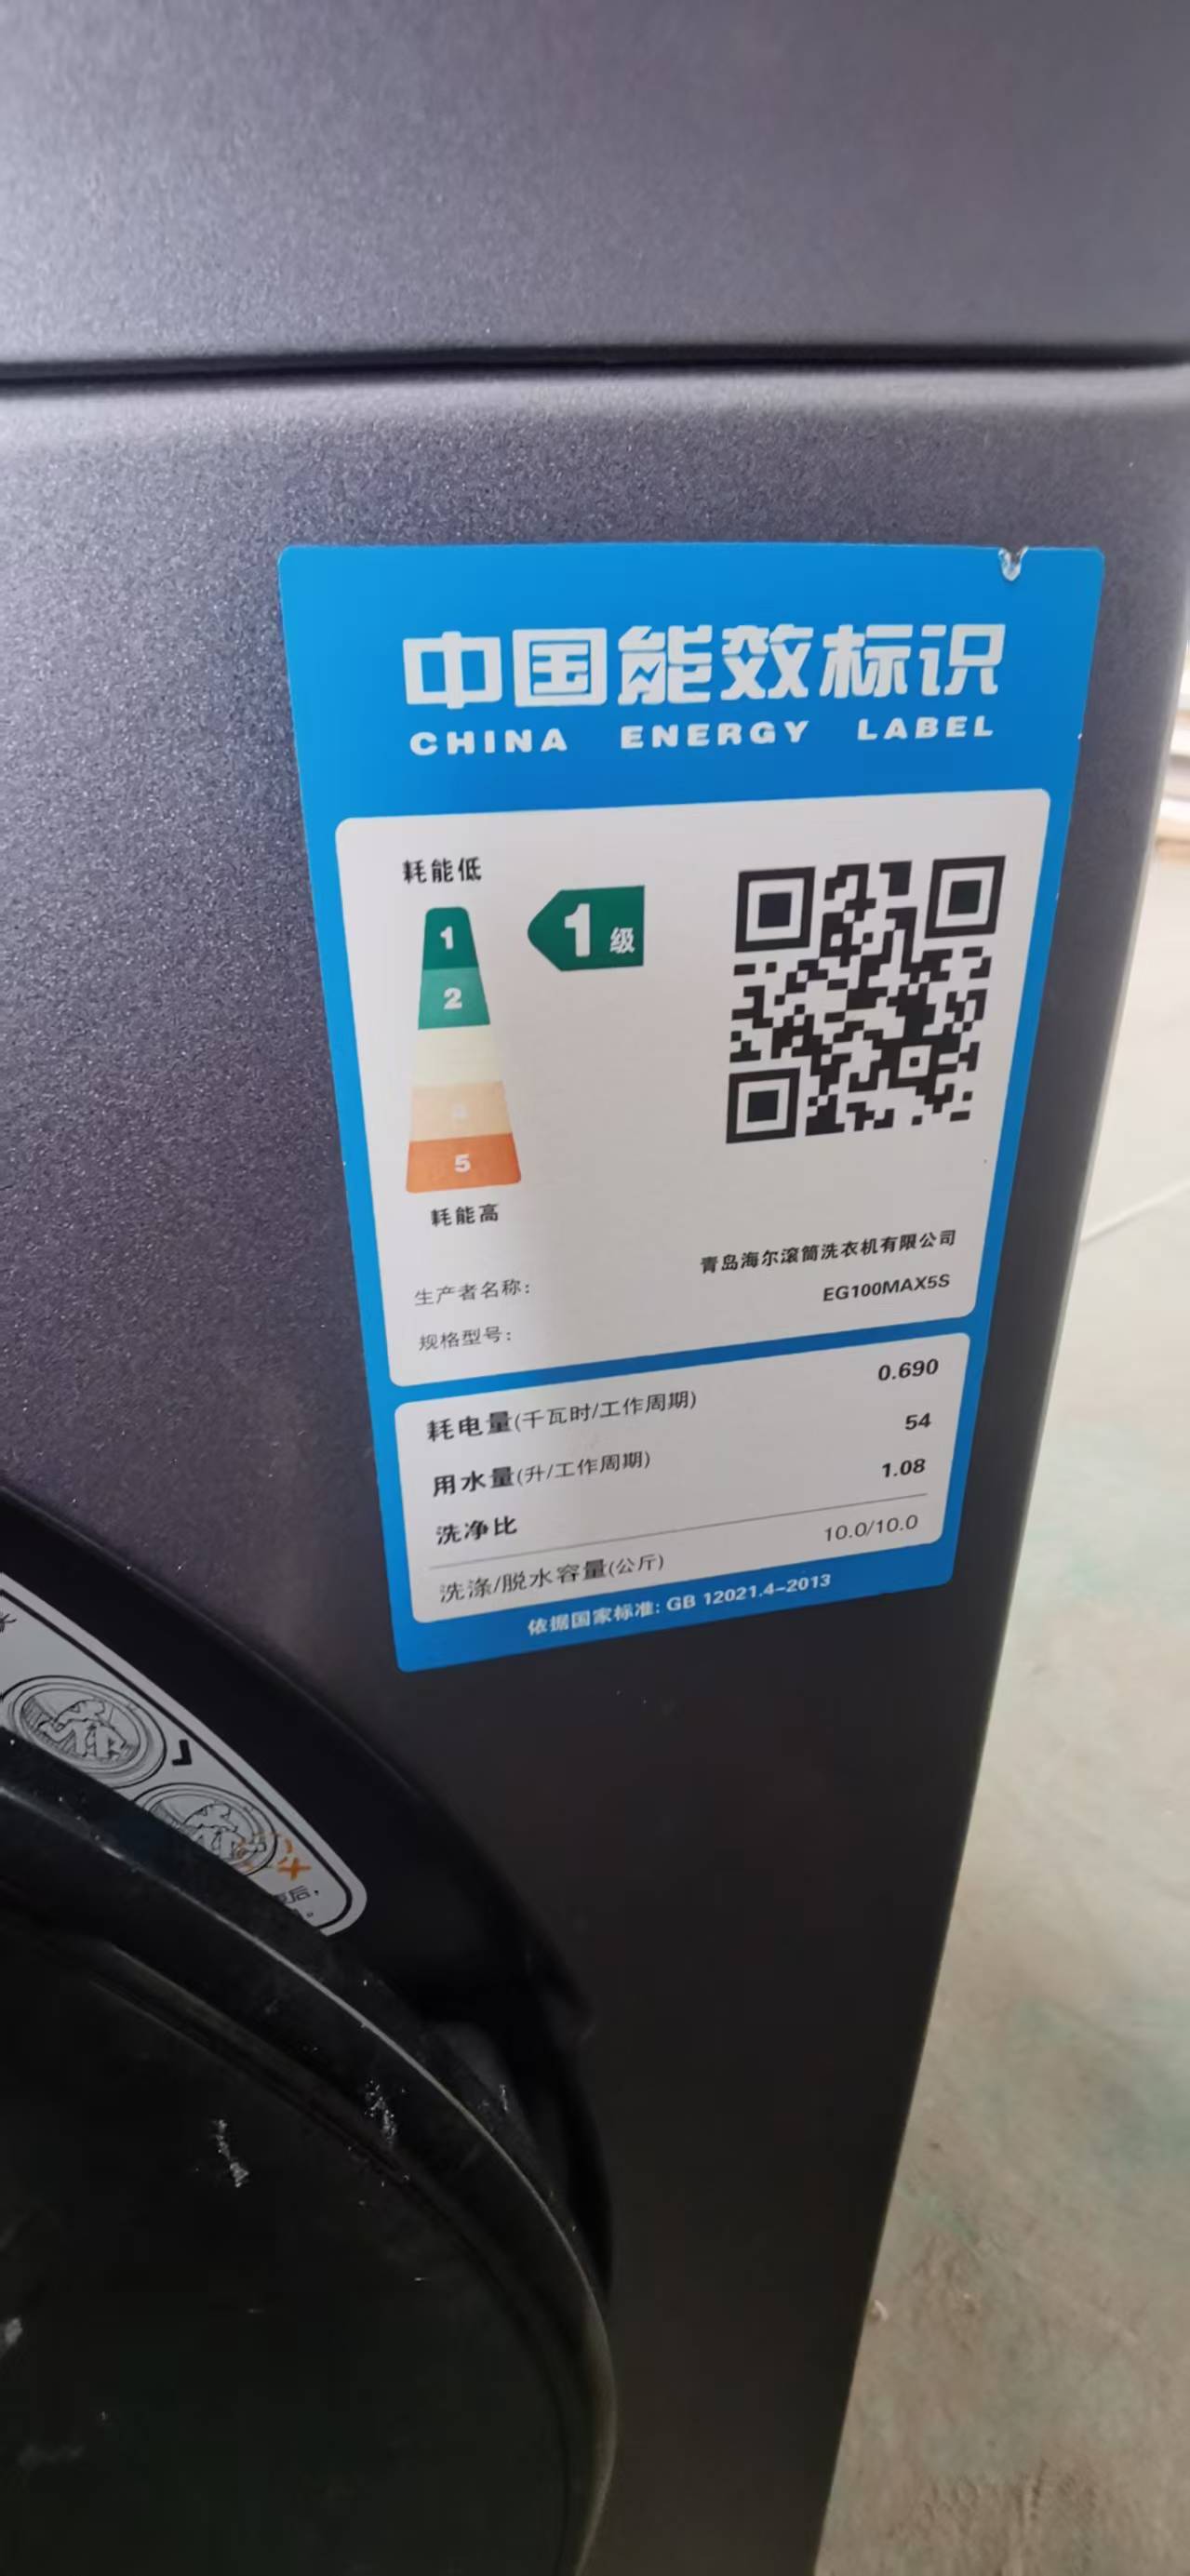 中国能效标识
CHINA ENERGY LABEL
耗能低
1
1级
2
5
耗能高
生产者名称: 青岛海尔滚筒洗衣机有限公司
规格型号: EG100MAX5S
耗电量(千瓦时/工作周期) 0.690
用水量(升/工作周期) 54
洗净比 1.08
洗涤/脱水容量(公斤) 10.0/10.0
依据国家标准: GB 12021.4-2013
后，